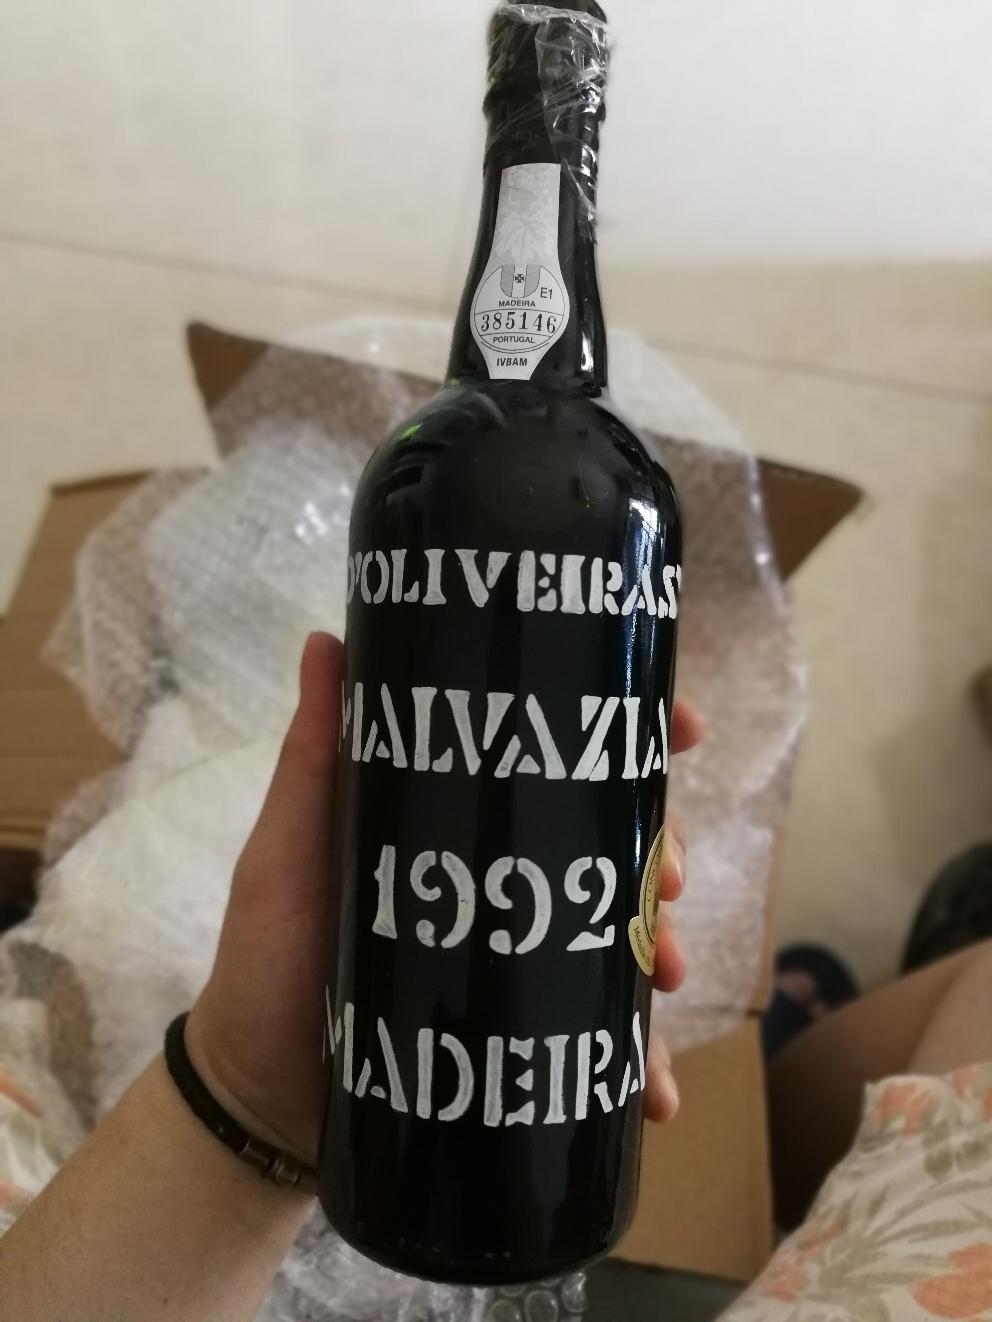 E1
MADEIRA
385146
PORTUGAL
IVBAM
D'OLIVEIRAS
MALVAZIA
1992
MADEIRA